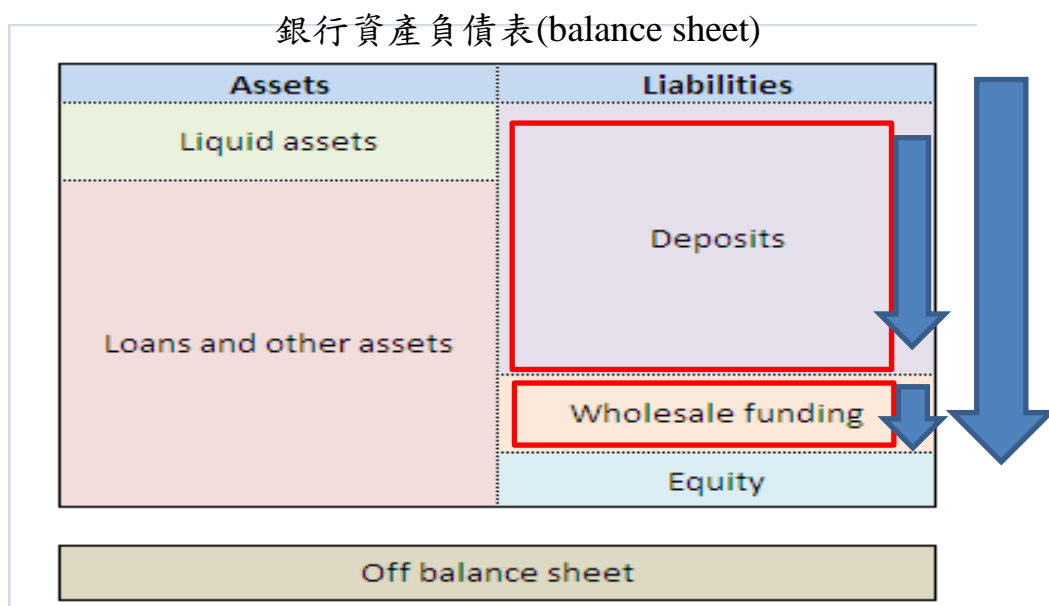 銀行資產負債表(balance sheet)
Assets
Liabilities
Liquid assets
Deposits
Loans and other assets
Wholesale funding
Equity
Off balance sheet